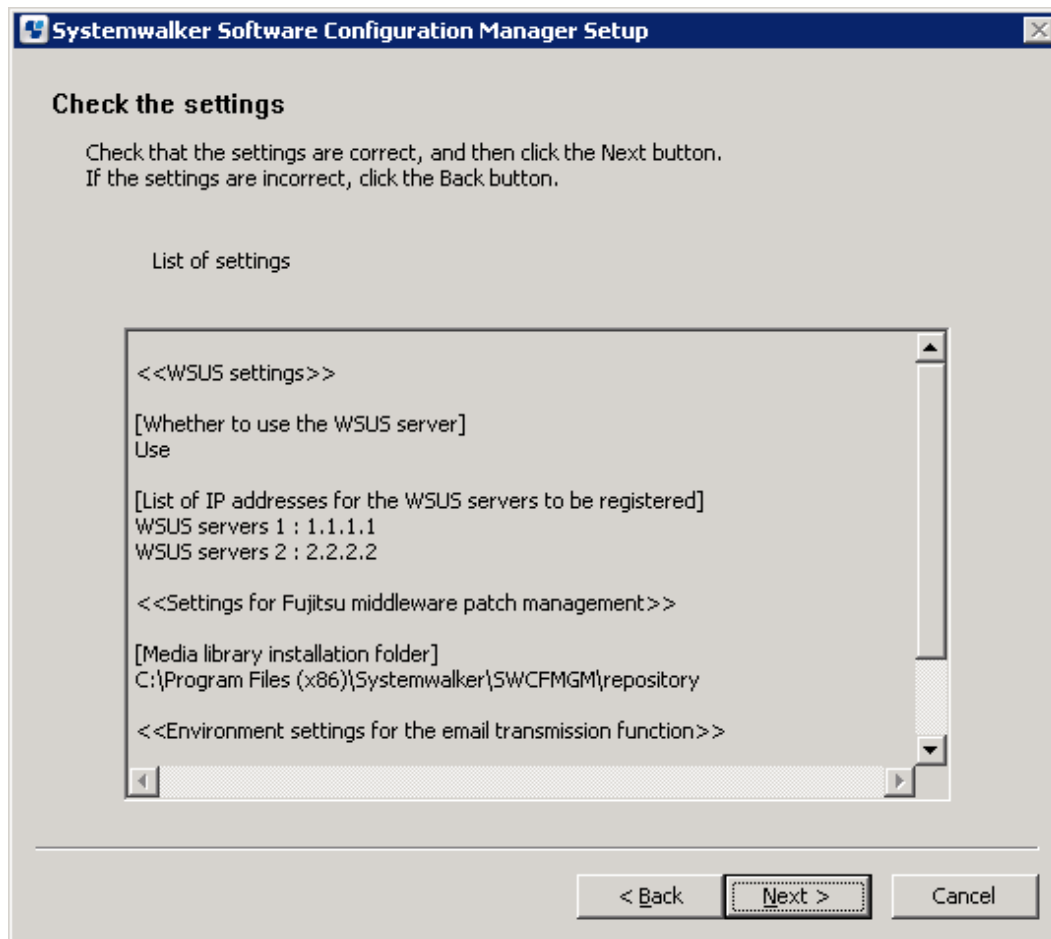 Systemwalker Software Configuration Manager Setup
Check the settings
Check that the settings are correct, and then click the Next button.
If the settings are incorrect, click the Back button.
List of settings
<<WSUS settings>>
[Whether to use the WSUS server]
Use
[List of IP addresses for the WSUS servers to be registered]
WSUS servers 1 : 1.1.1.1
WSUS servers 2 : 2.2.2.2
<<Settings for Fujitsu middleware patch management>>
[Media library installation folder]
C:\Program Files (x86)\Systemwalker\SWCFMGM\repository
<<Environment settings for the email transmission function>>
< Back Next > Cancel